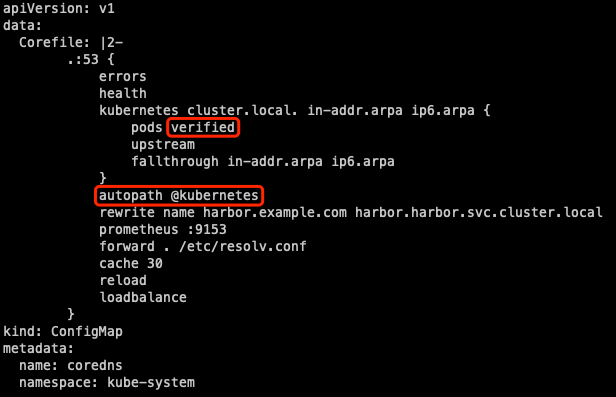 apiVersion: v1
data:
  Corefile: |2-
        .:53 {
            errors
            health
            kubernetes cluster.local. in-addr.arpa ip6.arpa {
                pods verified
                upstream
                fallthrough in-addr.arpa ip6.arpa
            }
            autopath @kubernetes
            rewrite name harbor.example.com harbor.harbor.svc.cluster.local
            prometheus :9153
            forward . /etc/resolv.conf
            cache 30
            reload
            loadbalance
        }
kind: ConfigMap
metadata:
  name: coredns
  namespace: kube-system